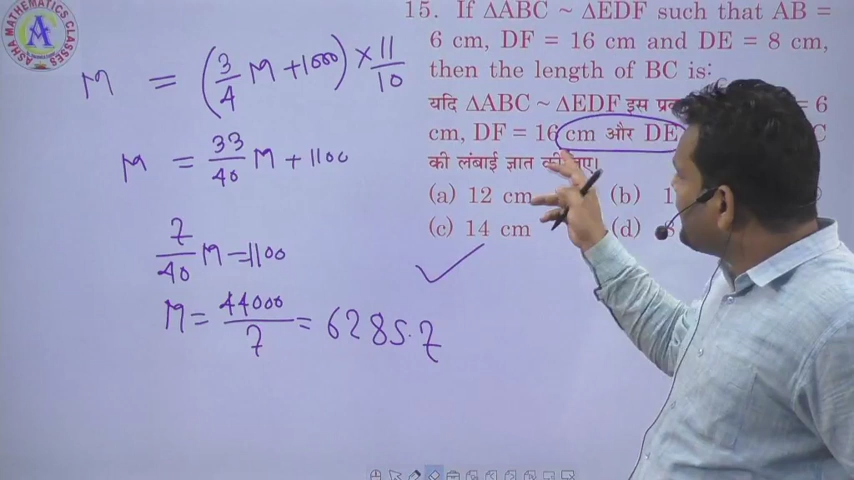 ASHA MATHEMATICS CLASSES
A
M = (3/4 M + 1000) × 11/10
M = 33/40 M + 1100
7/40 M = 1100
M = 44000/7 = 6285.7
15. If ΔABC ~ ΔEDF such that AB =
6 cm, DF = 16 cm and DE = 8 cm,
then the length of BC is:
यदि ΔABC ~ ΔEDF इस = 6
cm, DF = 16 cm और DE C
की लंबाई ज्ञात कीजिए।
(a) 12 cm (b) 1
(c) 14 cm (d)